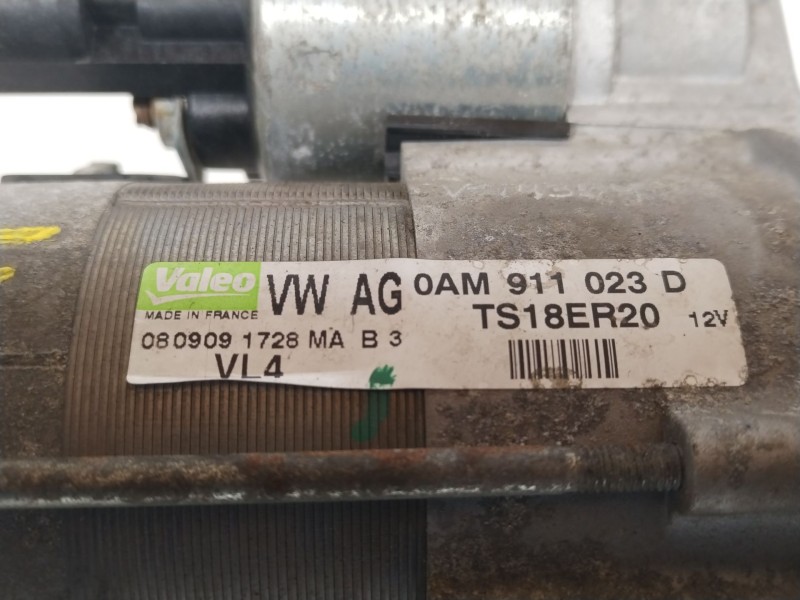 Valeo VW AG 0AM 911 023 D
MADE IN FRANCE TS18ER20 12V
080909 1728 MA B 3
VL4